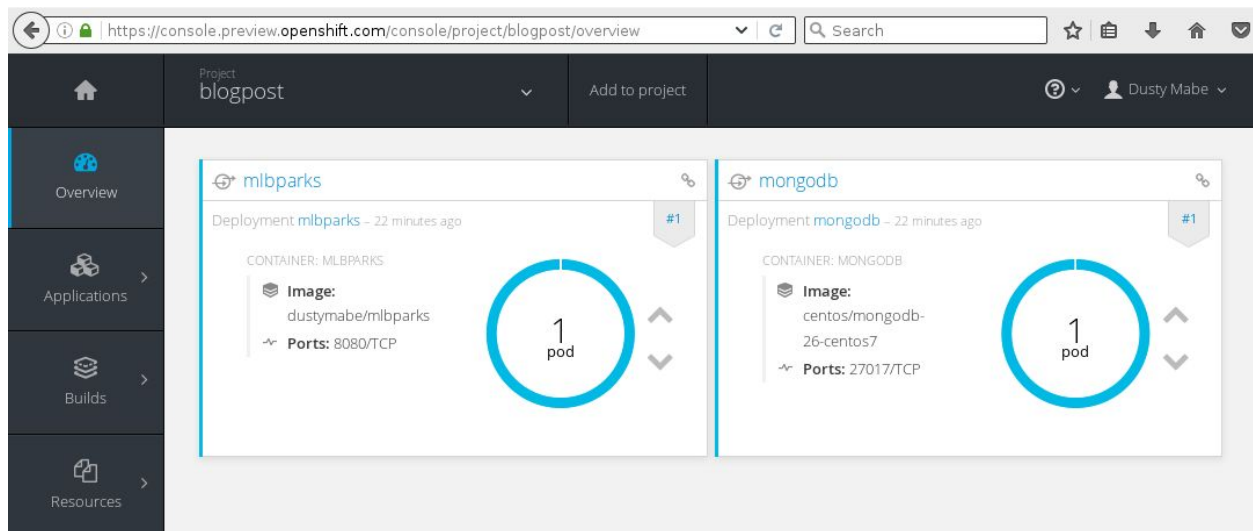 https://console.preview.openshift.com/console/project/blogpost/overview
Search
Project
blogpost
Add to project
Dusty Mabe
Overview
Applications
Builds
Resources
mlbparks
Deployment mlbparks – 22 minutes ago
#1
CONTAINER: MLBPARKS
Image:
dustymabe/mlbparks
Ports: 8080/TCP
1
pod
mongodb
Deployment mongodb – 22 minutes ago
#1
CONTAINER: MONGODB
Image:
centos/mongodb-
26-centos7
Ports: 27017/TCP
1
pod